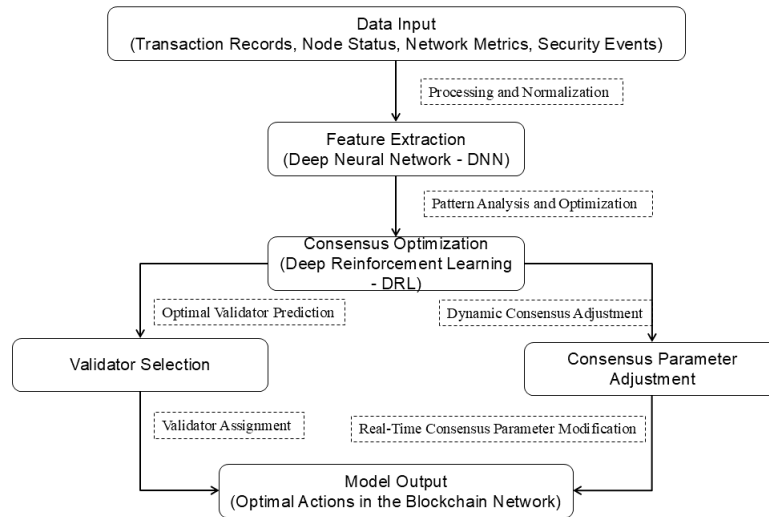 Data Input
(Transaction Records, Node Status, Network Metrics, Security Events)
Processing and Normalization
Feature Extraction
(Deep Neural Network - DNN)
Pattern Analysis and Optimization
Consensus Optimization
(Deep Reinforcement Learning
- DRL)
Optimal Validator Prediction
Dynamic Consensus Adjustment
Validator Selection
Consensus Parameter
Adjustment
Validator Assignment
Real-Time Consensus Parameter Modification
Model Output
(Optimal Actions in the Blockchain Network)